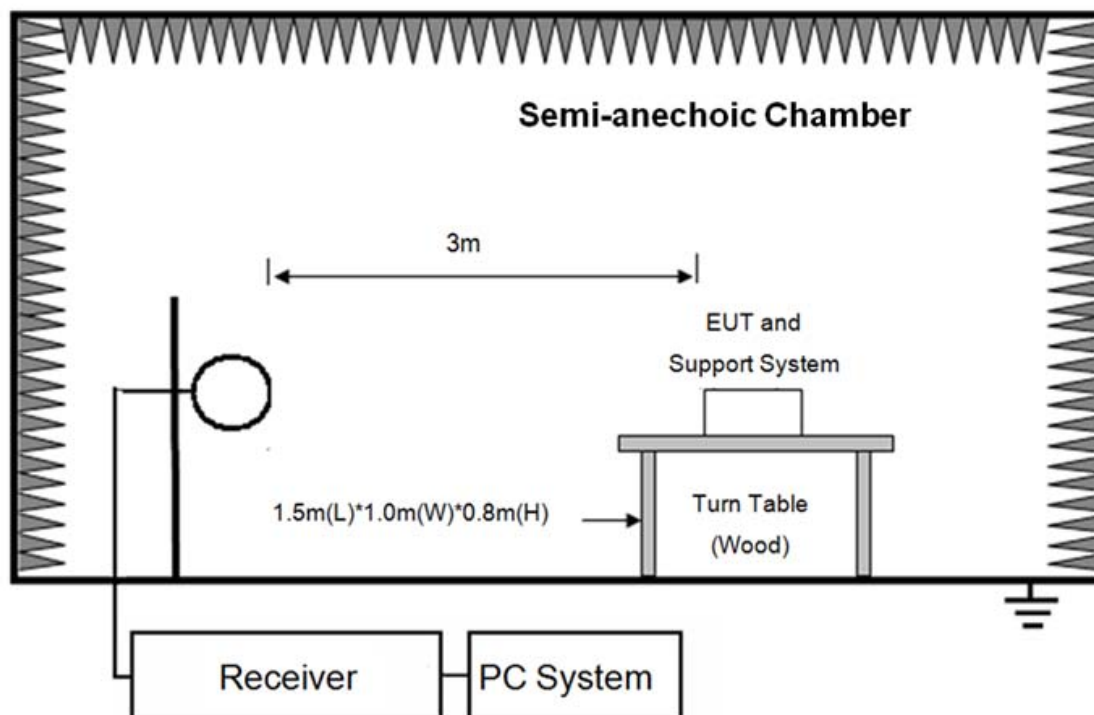 Semi-anechoic Chamber
3m
EUT and
Support System
1.5m(L)*1.0m(W)*0.8m(H)
Turn Table
(Wood)
Receiver
PC System